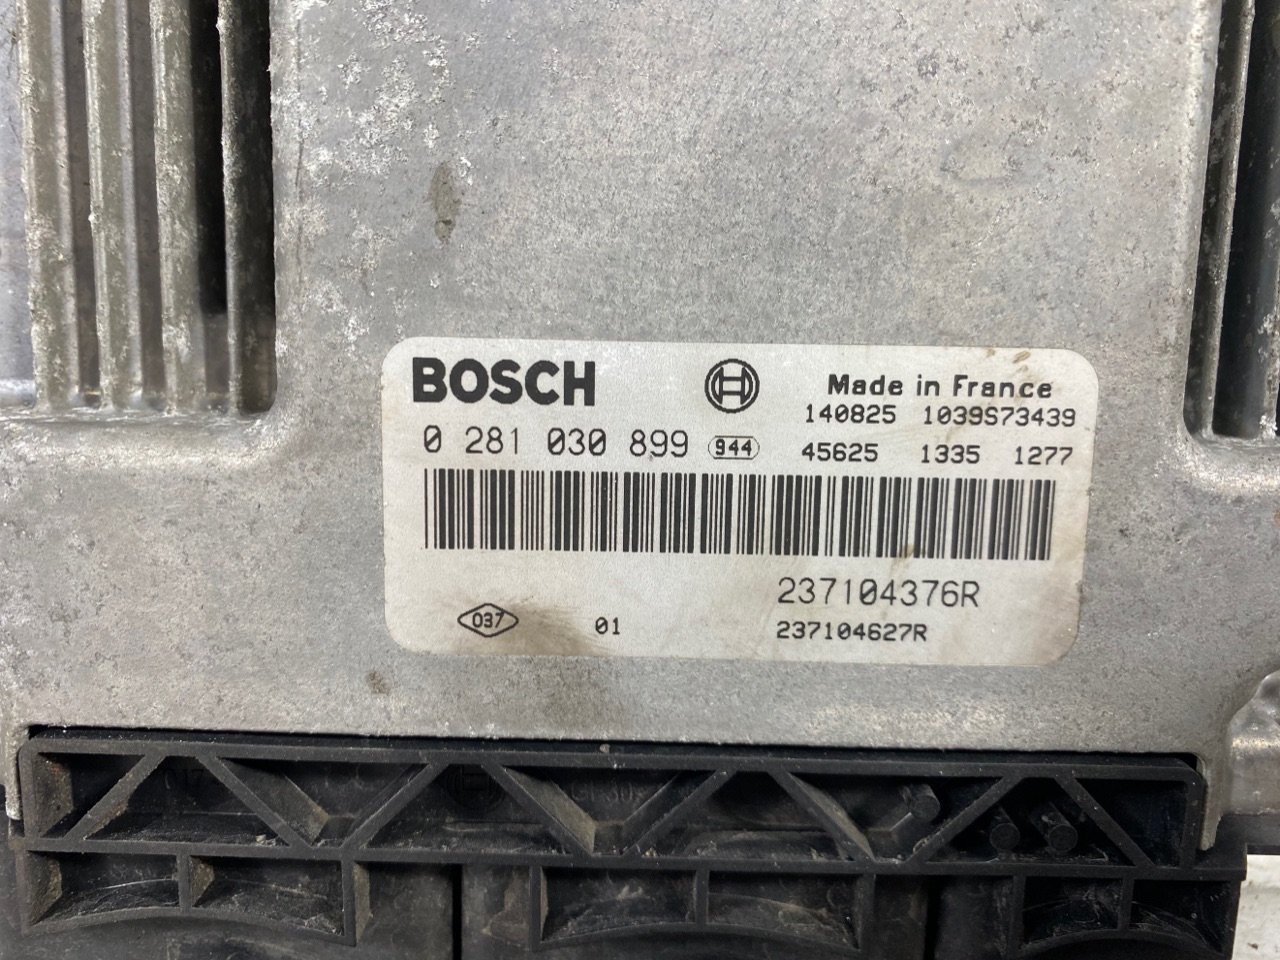 BOSCH
Made in France
140825 1039S73439
0 281 030 899 944 45625 1335 1277
237104376R
037 01 237104627R